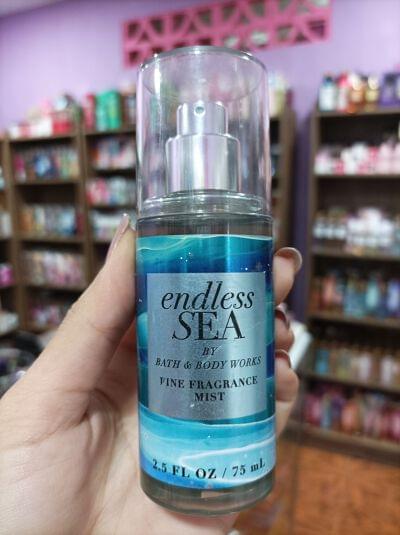 endless
SEA
BY
BATH & BODY WORKS
FINE FRAGRANCE
MIST
2.5 FL OZ / 75 mL